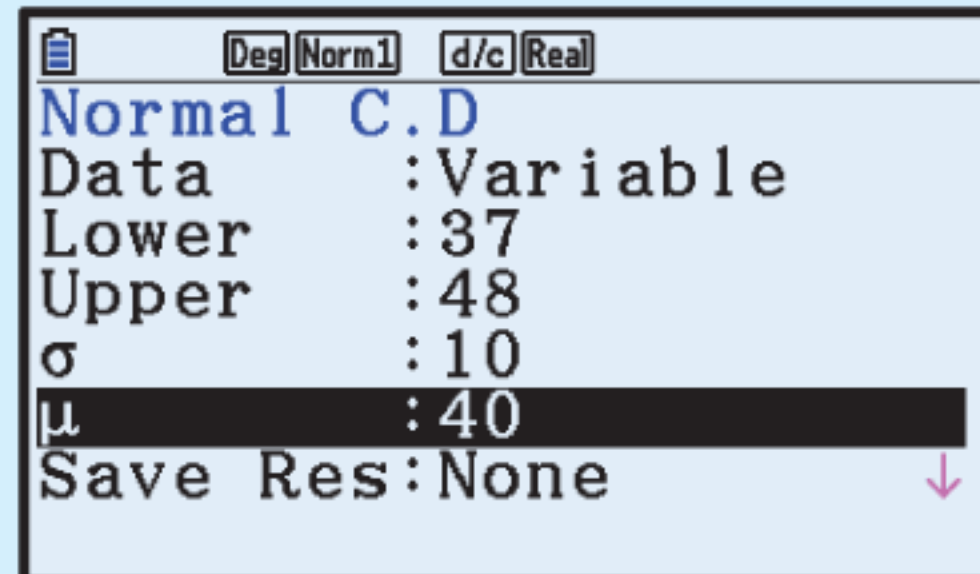 Deg Norm1 d/c Real
Normal C.D
Data :Variable
Lower :37
Upper :48
σ :10
μ :40
Save Res:None ↓